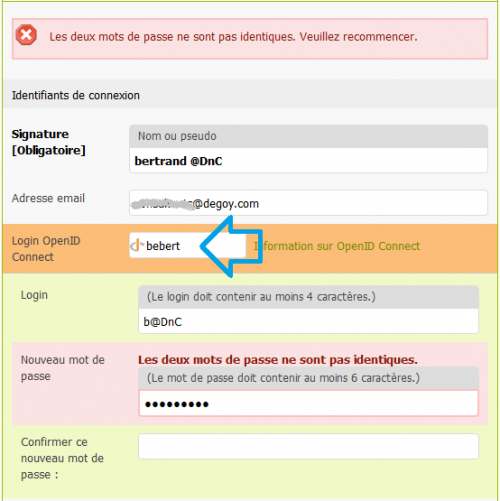 Les deux mots de passe ne sont pas identiques. Veuillez recommencer.
Identifiants de connexion
Signature
[Obligatoire]
Nom ou pseudo
bertrand @DnC
Adresse email
@degoy.com
Login OpenID
Connect
bebert
Information sur OpenID Connect
Login
(Le login doit contenir au moins 4 caractères.)
b@DnC
Nouveau mot de
passe
Les deux mots de passe ne sont pas identiques.
(Le mot de passe doit contenir au moins 6 caractères.)
•••••••••
Confirmer ce
nouveau mot de
passe :